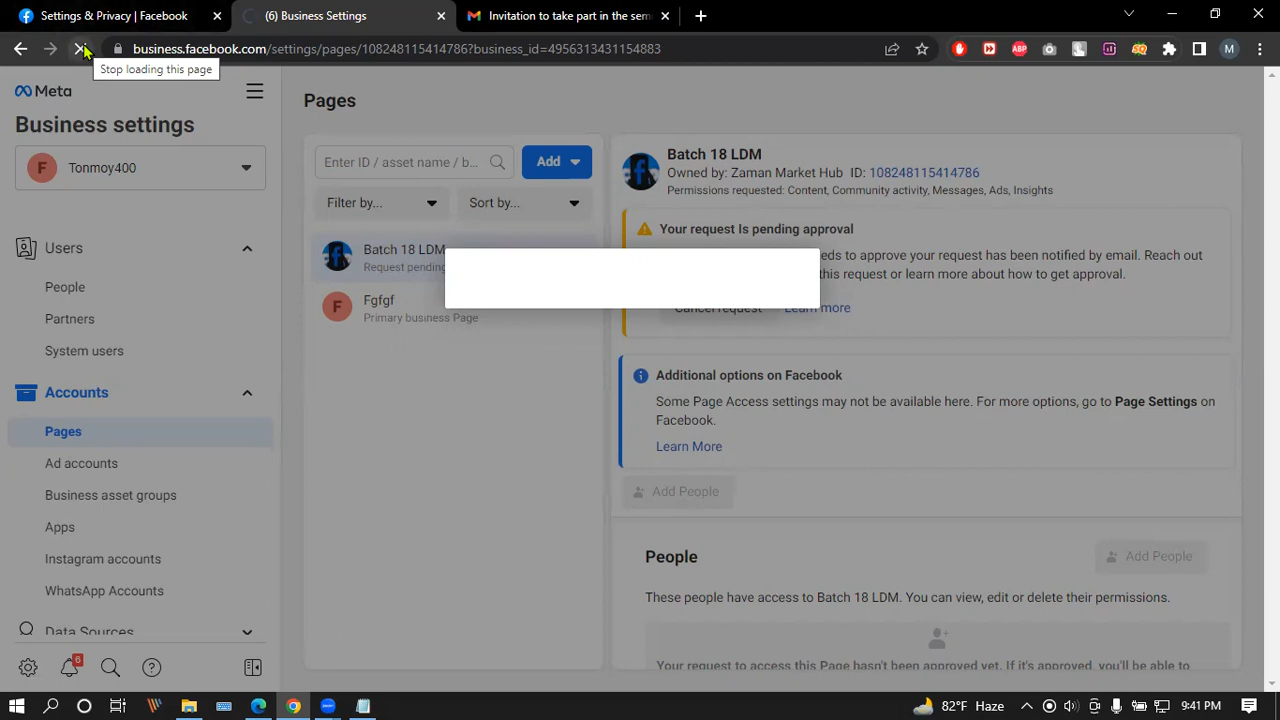 Settings & Privacy | Facebook
(6) Business Settings
Invitation to take part in the sem
business.facebook.com/settings/pages/108248115414786?business_id=4956313431154883
ABP
SQ
M
Stop loading this page
Meta
Business settings
F
Tonmoy400
Users
People
Partners
System users
Accounts
Pages
Ad accounts
Business asset groups
Apps
Instagram accounts
WhatsApp Accounts
Data Sources
6
Pages
Enter ID / asset name / b...
Add
Filter by...
Sort by...
Batch 18 LDM
Request pending
F
Fgfgf
Primary business Page
Batch 18 LDM
Owned by: Zaman Market Hub ID: 108248115414786
Permissions requested: Content, Community activity, Messages, Ads, Insights
Your request Is pending approval
eeds to approve your request has been notified by email. Reach out
this request or learn more about how to get approval.
Cancel request
Learn more
Additional options on Facebook
Some Page Access settings may not be available here. For more options, go to Page Settings on
Facebook.
Learn More
Add People
People
Add People
These people have access to Batch 18 LDM. You can view, edit or delete their permissions.
Your request to access this Page hasn't been approved yet. If it's approved, you'll be able to
82°F Haze
9:41 PM